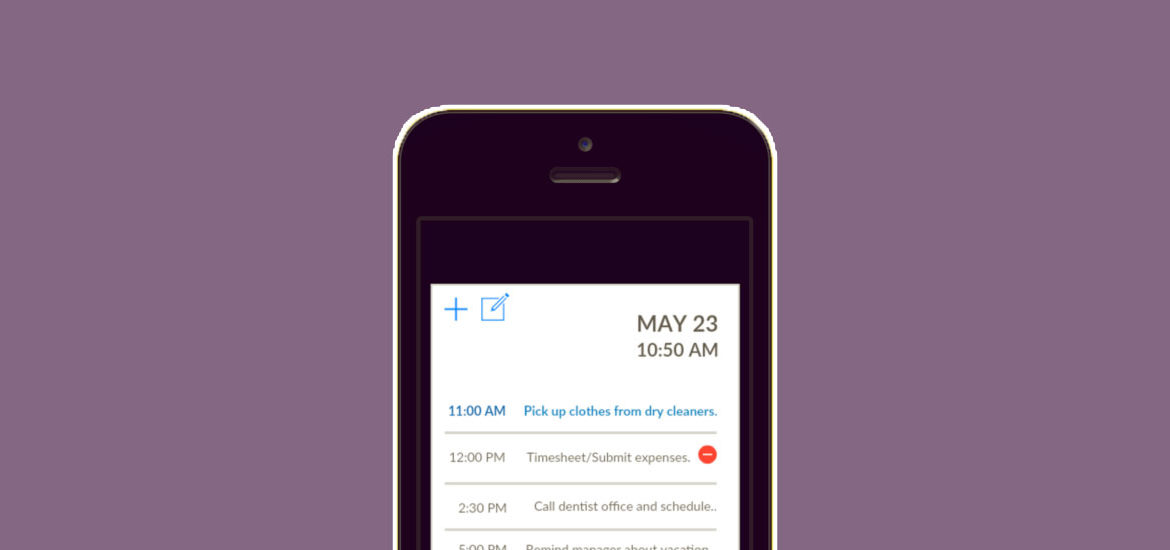 MAY 23
10:50 AM
11:00 AM Pick up clothes from dry cleaners.
12:00 PM Timesheet/Submit expenses.
2:30 PM Call dentist office and schedule..
5:00 PM Remind manager about vacation